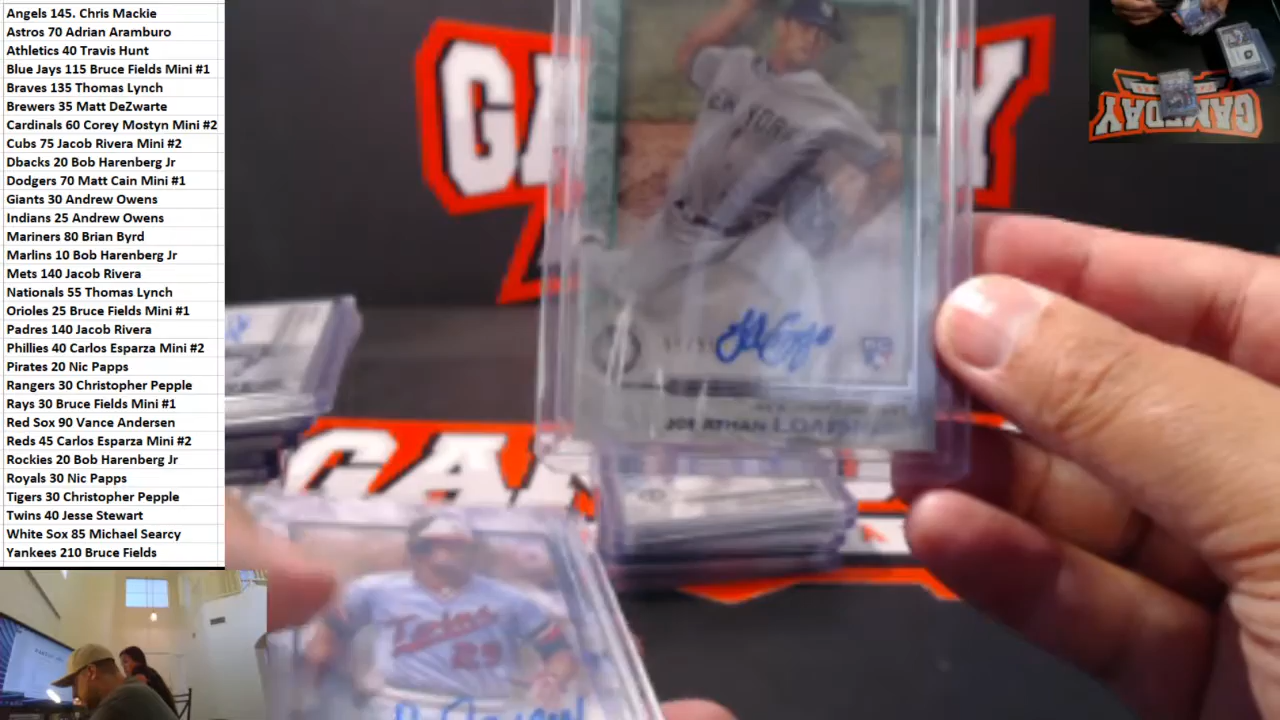 Angels 145. Chris Mackie
Astros 70 Adrian Aramburo
Athletics 40 Travis Hunt
Blue Jays 115 Bruce Fields Mini #1
Braves 135 Thomas Lynch
Brewers 35 Matt DeZwarte
Cardinals 60 Corey Mostyn Mini #2
Cubs 75 Jacob Rivera Mini #2
Dbacks 20 Bob Harenberg Jr
Dodgers 70 Matt Cain Mini #1
Giants 30 Andrew Owens
Indians 25 Andrew Owens
Mariners 80 Brian Byrd
Marlins 10 Bob Harenberg Jr
Mets 140 Jacob Rivera
Nationals 55 Thomas Lynch
Orioles 25 Bruce Fields Mini #1
Padres 140 Jacob Rivera
Phillies 40 Carlos Esparza Mini #2
Pirates 20 Nic Papps
Rangers 30 Christopher Pepple
Rays 30 Bruce Fields Mini #1
Red Sox 90 Vance Andersen
Reds 45 Carlos Esparza Mini #2
Rockies 20 Bob Harenberg Jr
Royals 30 Nic Papps
Tigers 30 Christopher Pepple
Twins 40 Jesse Stewart
White Sox 85 Michael Searcy
Yankees 210 Bruce Fields
NEW YORK
JONATHAN
Twins
29
GAMEDAY